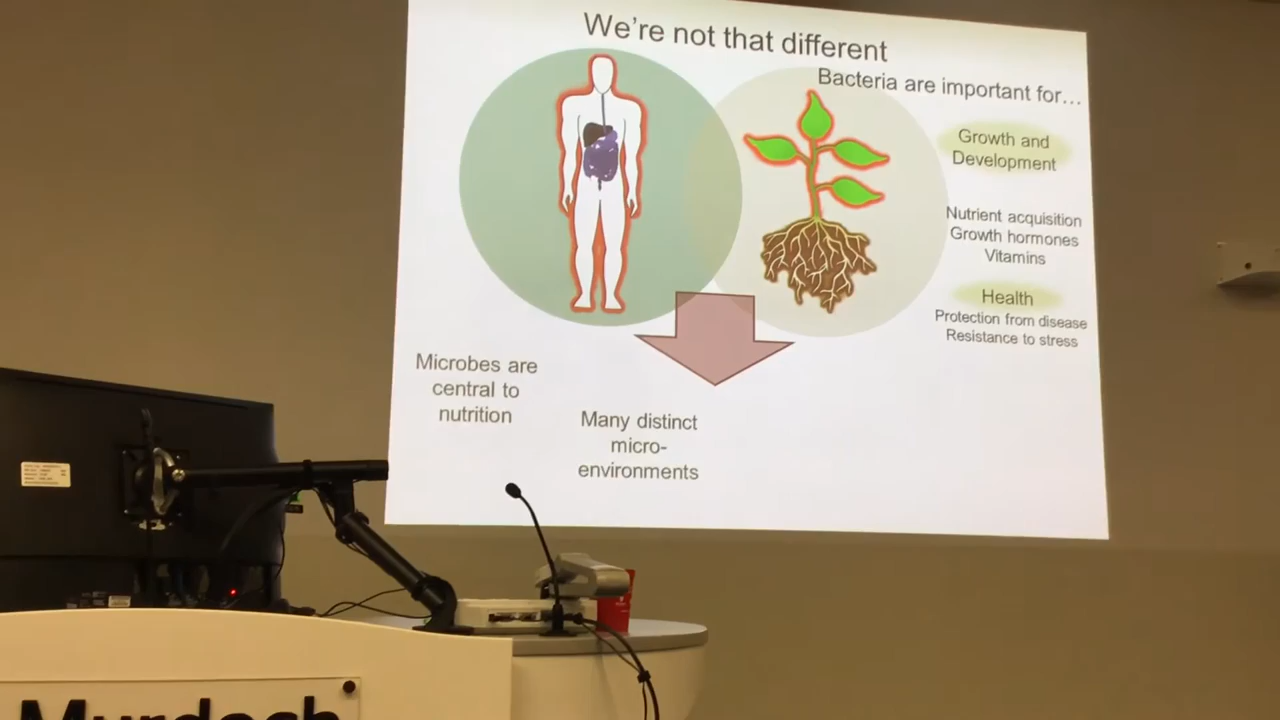 We're not that different
Bacteria are important for...
Growth and
Development
Nutrient acquisition
Growth hormones
Vitamins
Health
Protection from disease
Resistance to stress
Microbes are
central to
nutrition
Many distinct
micro-
environments
Murdoch